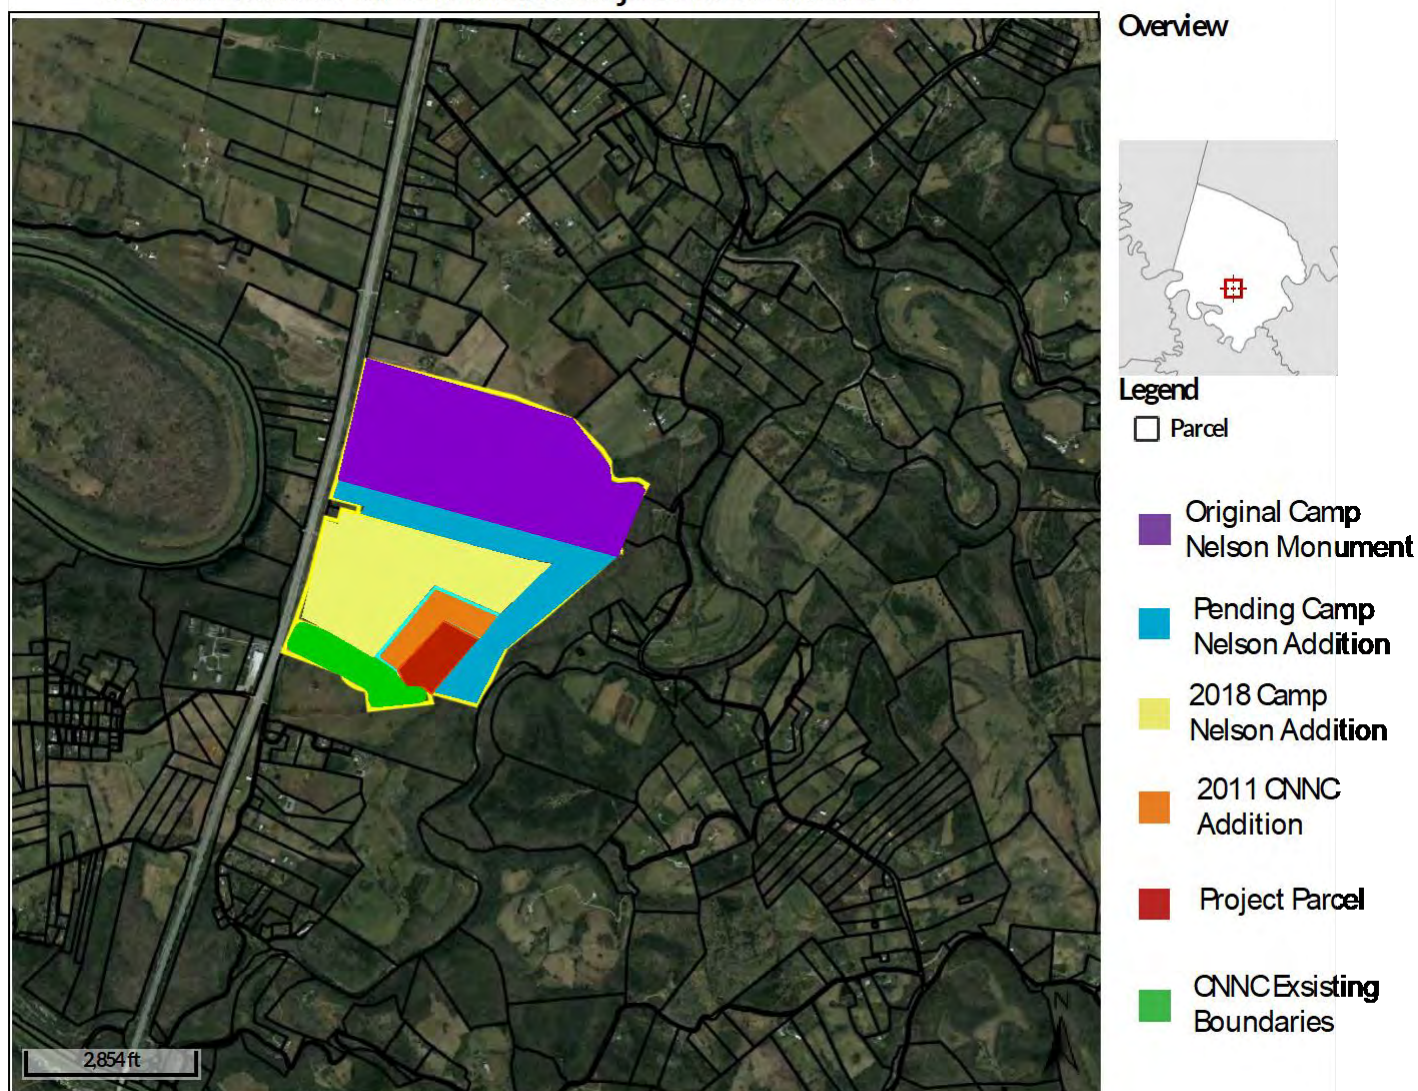 Overview
Legend
Parcel
Original Camp
Nelson Monument
Pending Camp
Nelson Addition
2018 Camp
Nelson Addition
2011 CNNC
Addition
Project Parcel
CNNC Exsisting
Boundaries
N
2,854 ft